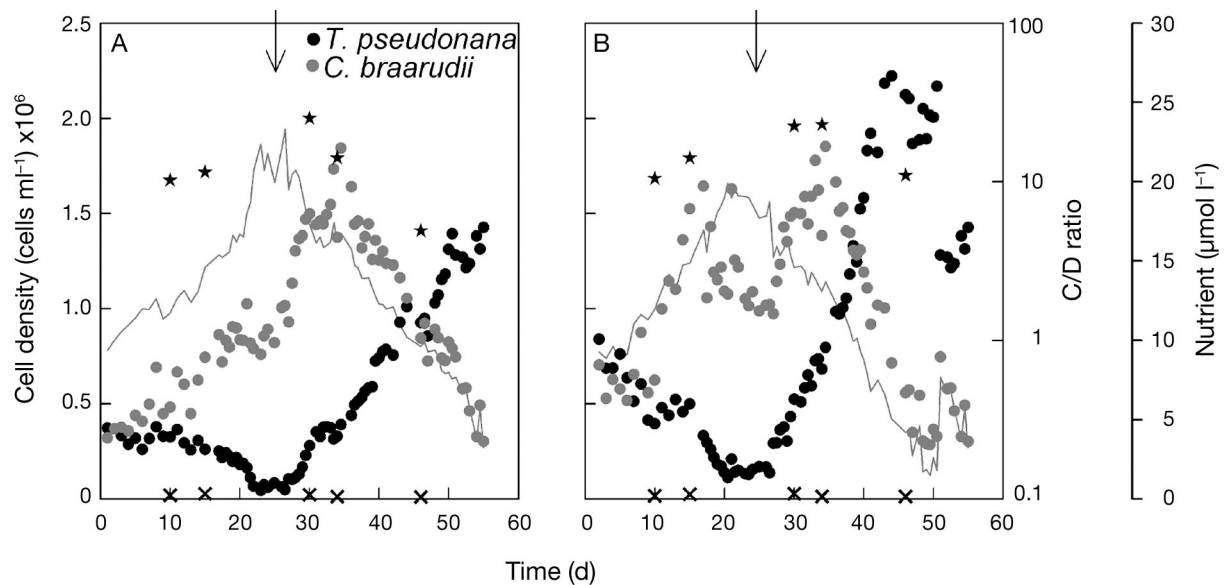 A
T. pseudonana
C. braarudii
B
Cell density (cells ml⁻¹) x10⁶
2.5
2.0
1.5
1.0
0.5
0
0 10 20 30 40 50 60
0 10 20 30 40 50 60
Time (d)
100
10
1
0.1
C/D ratio
30
25
20
15
10
5
0
Nutrient (µmol l⁻¹)